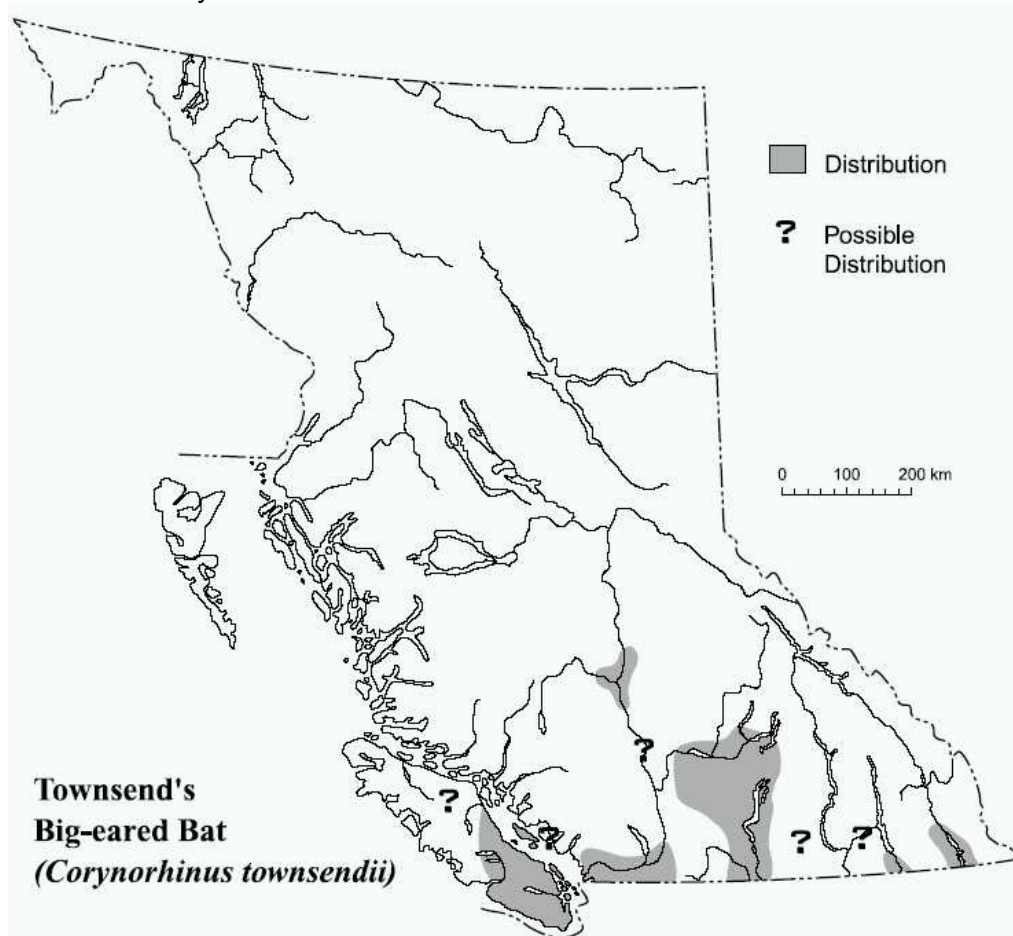 Distribution
?
Possible
Distribution
0 100 200 km
?
?
?
?
?
Townsend's
Big-eared Bat
(Corynorhinus townsendii)